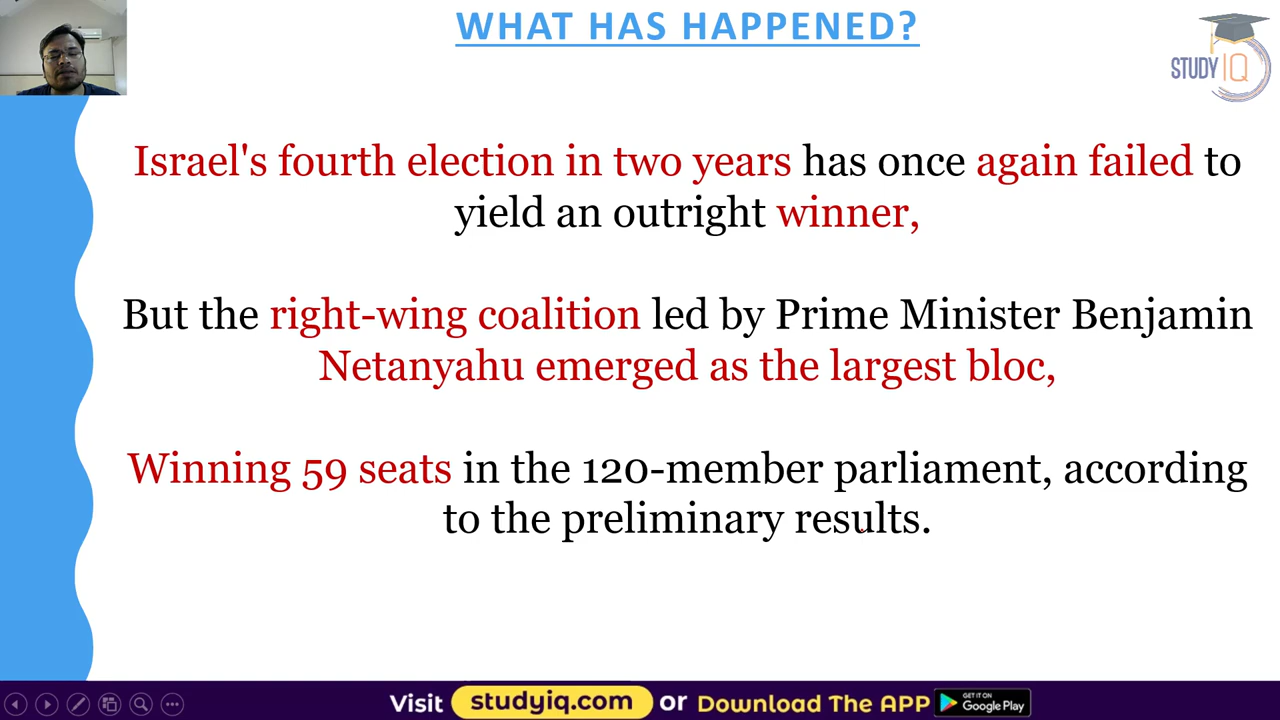 WHAT HAS HAPPENED?
STUDY IQ
Israel's fourth election in two years has once again failed to
yield an outright winner,
But the right-wing coalition led by Prime Minister Benjamin
Netanyahu emerged as the largest bloc,
Winning 59 seats in the 120-member parliament, according
to the preliminary results.
Visit studyiq.com or Download The APP GET IT ON
Google Play